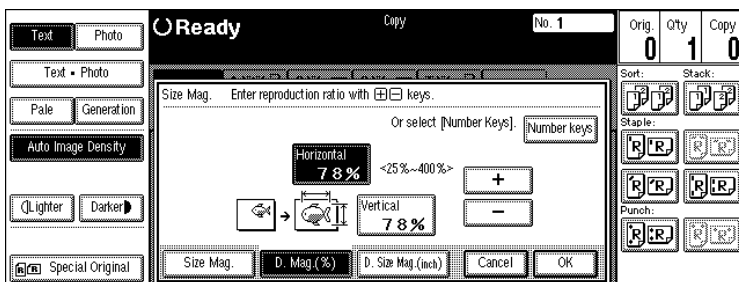 Text
Photo
Text • Photo
Pale
Generation
Auto Image Density
Lighter
Darker
Special Original
Ready
Copy
No. 1
Orig.
Q'ty
Copy
0
1
0
Size Mag.
Enter reproduction ratio with + − keys.
Or select [Number Keys].
Number keys
Horizontal
78%
<25%~400%>
+
Vertical
78%
−
Size Mag.
D. Mag.(%)
D. Size Mag.(inch)
Cancel
OK
Sort:
Stack:
Staple:
Punch: